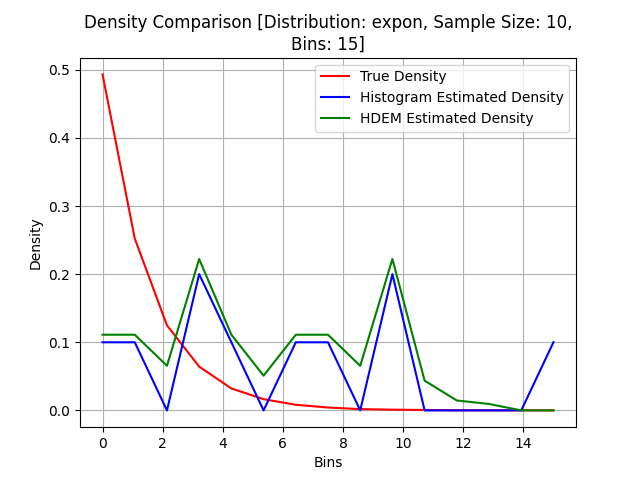 Density Comparison [Distribution: expon, Sample Size: 10,
Bins: 15]
True Density
Histogram Estimated Density
HDEM Estimated Density
Density
0.5
0.4
0.3
0.2
0.1
0.0
0 2 4 6 8 10 12 14
Bins